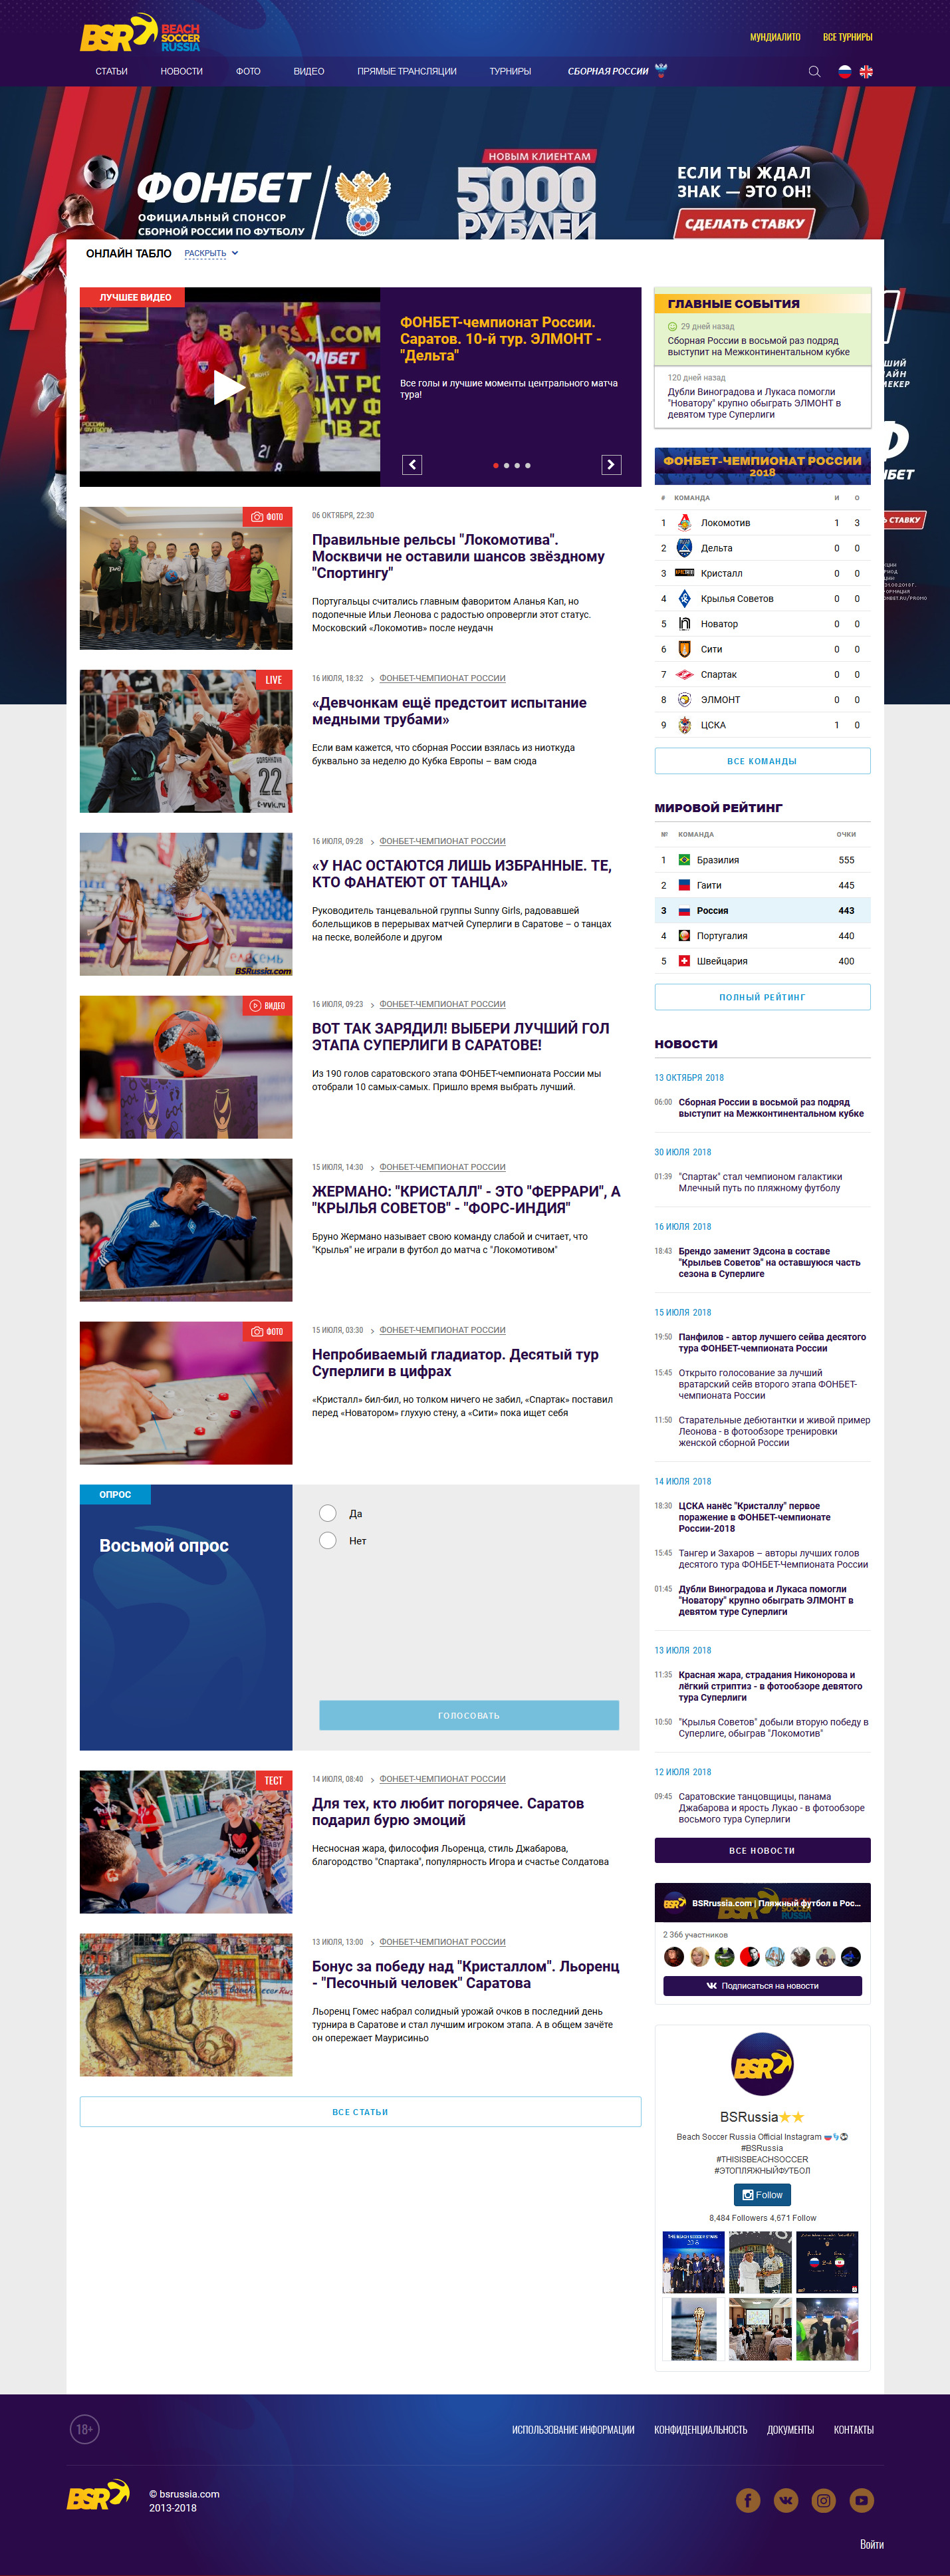 BSR BEACH
SOCCER
RUSSIA
МУНДИАЛИТО ВСЕ ТУРНИРЫ
СТАТЬИ НОВОСТИ ФОТО ВИДЕО ПРЯМЫЕ ТРАНСЛЯЦИИ ТУРНИРЫ СБОРНАЯ РОССИИ
ФОНБЕТ
ОФИЦИАЛЬНЫЙ СПОНСОР
СБОРНОЙ РОССИИ ПО ФУТБОЛУ
НОВЫМ КЛИЕНТАМ
5000
РУБЛЕЙ
ЕСЛИ ТЫ ЖДАЛ
ЗНАК — ЭТО ОН!
СДЕЛАТЬ СТАВКУ
ОНЛАЙН ТАБЛО РАСКРЫТЬ
ЛУЧШЕЕ ВИДЕО
ФОНБЕТ-чемпионат России.
Саратов. 10-й тур. ЭЛМОНТ -
"Дельта"
Все голы и лучшие моменты центрального матча
тура!
06 ОКТЯБРЯ, 22:30
ФОТО
Правильные рельсы "Локомотива".
Москвичи не оставили шансов звёздному
"Спортингу"
Португальцы считались главным фаворитом Аланья Кап, но
подопечные Ильи Леонова с радостью опровергли этот статус.
Московский «Локомотив» после неудачн
LIVE
16 ИЮЛЯ, 18:32 ФОНБЕТ-ЧЕМПИОНАТ РОССИИ
«Девчонкам ещё предстоит испытание
медными трубами»
Если вам кажется, что сборная России взялась из ниоткуда
буквально за неделю до Кубка Европы – вам сюда
22
16 ИЮЛЯ, 09:28 ФОНБЕТ-ЧЕМПИОНАТ РОССИИ
«У НАС ОСТАЮТСЯ ЛИШЬ ИЗБРАННЫЕ. ТЕ,
КТО ФАНАТЕЮТ ОТ ТАНЦА»
Руководитель танцевальной группы Sunny Girls, радовавшей
болельщиков в перерывах матчей Суперлиги в Саратове – о танцах
на песке, волейболе и другом
BSRussia.com
ВИДЕО
16 ИЮЛЯ, 09:23 ФОНБЕТ-ЧЕМПИОНАТ РОССИИ
ВОТ ТАК ЗАРЯДИЛ! ВЫБЕРИ ЛУЧШИЙ ГОЛ
ЭТАПА СУПЕРЛИГИ В САРАТОВЕ!
Из 190 голов саратовского этапа ФОНБЕТ-чемпионата России мы
отобрали 10 самых-самых. Пришло время выбрать лучший.
15 ИЮЛЯ, 14:30 ФОНБЕТ-ЧЕМПИОНАТ РОССИИ
ЖЕРМАНО: "КРИСТАЛЛ" - ЭТО "ФЕРРАРИ", А
"КРЫЛЬЯ СОВЕТОВ" - "ФОРС-ИНДИЯ"
Бруно Жермано называет свою команду слабой и считает, что
"Крылья" не играли в футбол до матча с "Локомотивом"
ФОТО
15 ИЮЛЯ, 03:30 ФОНБЕТ-ЧЕМПИОНАТ РОССИИ
Непробиваемый гладиатор. Десятый тур
Суперлиги в цифрах
«Кристалл» бил-бил, но толком ничего не забил, «Спартак» поставил
перед «Новатором» глухую стену, а «Сити» пока ищет себя
ОПРОС
Восьмой опрос
Да
Нет
ГОЛОСОВАТЬ
ТЕСТ
14 ИЮЛЯ, 08:40 ФОНБЕТ-ЧЕМПИОНАТ РОССИИ
Для тех, кто любит погорячее. Саратов
подарил бурю эмоций
Несносная жара, философия Льоренца, стиль Джабарова,
благородство "Спартака", популярность Игора и счастье Солдатова
13 ИЮЛЯ, 13:00 ФОНБЕТ-ЧЕМПИОНАТ РОССИИ
Бонус за победу над "Кристаллом". Льоренц
- "Песочный человек" Саратова
Льоренц Гомес набрал солидный урожай очков в последний день
турнира в Саратове и стал лучшим игроком этапа. А в общем зачёте
он опережает Маурисиньо
ВСЕ СТАТЬИ
ГЛАВНЫЕ СОБЫТИЯ
29 дней назад
Сборная России в восьмой раз подряд
выступит на Межконтинентальном кубке
120 дней назад
Дубли Виноградова и Лукаса помогли
"Новатору" крупно обыграть ЭЛМОНТ в
девятом туре Суперлиги
ФОНБЕТ-ЧЕМПИОНАТ РОССИИ
2018
# КОМАНДА И О
1 Локомотив 1 3
2 Дельта 0 0
3 Кристалл 0 0
4 Крылья Советов 0 0
5 Новатор 0 0
6 Сити 0 0
7 Спартак 0 0
8 ЭЛМОНТ 0 0
9 ЦСКА 1 0
ВСЕ КОМАНДЫ
МИРОВОЙ РЕЙТИНГ
№ КОМАНДА ОЧКИ
1 Бразилия 555
2 Гаити 445
3 Россия 443
4 Португалия 440
5 Швейцария 400
ПОЛНЫЙ РЕЙТИНГ
НОВОСТИ
13 ОКТЯБРЯ 2018
06:00 Сборная России в восьмой раз подряд
выступит на Межконтинентальном кубке
30 ИЮЛЯ 2018
01:39 "Спартак" стал чемпионом галактики
Млечный путь по пляжному футболу
16 ИЮЛЯ 2018
18:43 Брендо заменит Эдсона в составе
"Крыльев Советов" на оставшуюся часть
сезона в Суперлиге
15 ИЮЛЯ 2018
19:50 Панфилов - автор лучшего сейва десятого
тура ФОНБЕТ-чемпионата России
15:45 Открыто голосование за лучший
вратарский сейв второго этапа ФОНБЕТ-
чемпионата России
11:50 Старательные дебютантки и живой пример
Леонова - в фотообзоре тренировки
женской сборной России
14 ИЮЛЯ 2018
18:30 ЦСКА нанёс "Кристаллу" первое
поражение в ФОНБЕТ-чемпионате
России-2018
15:45 Тангер и Захаров – авторы лучших голов
десятого тура ФОНБЕТ-Чемпионата России
01:45 Дубли Виноградова и Лукаса помогли
"Новатору" крупно обыграть ЭЛМОНТ в
девятом туре Суперлиги
13 ИЮЛЯ 2018
11:35 Красная жара, страдания Никонорова и
лёгкий стриптиз - в фотообзоре девятого
тура Суперлиги
10:50 "Крылья Советов" добыли вторую победу в
Суперлиге, обыграв "Локомотив"
12 ИЮЛЯ 2018
09:45 Саратовские танцовщицы, панама
Джабарова и ярость Лукао - в фотообзоре
восьмого тура Суперлиги
ВСЕ НОВОСТИ
BSRrussia.com | Пляжный футбол в Рос...
2 366 участников
Подписаться на новости
BSR
BSRussia
Beach Soccer Russia Official Instagram
#BSRussia
#THISISBEACHSOCCER
#ЭТОПЛЯЖНЫЙФУТБОЛ
Follow
8,484 Followers 4,671 Follow
18+
ИСПОЛЬЗОВАНИЕ ИНФОРМАЦИИ КОНФИДЕНЦИАЛЬНОСТЬ ДОКУМЕНТЫ КОНТАКТЫ
BSR © bsrussia.com
2013-2018
Войти